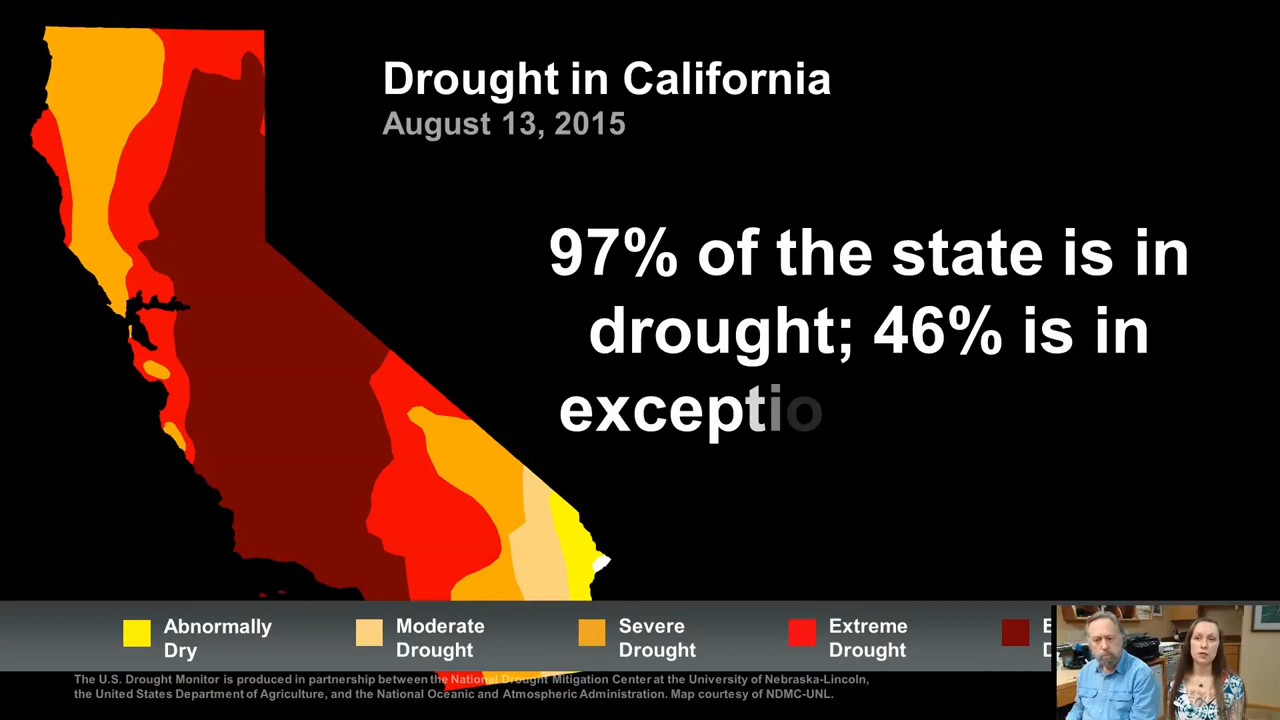 Drought in California
August 13, 2015
97% of the state is in
drought; 46% is in
exceptio
Abnormally
Dry
Moderate
Drought
Severe
Drought
Extreme
Drought
The U.S. Drought Monitor is produced in partnership between the National Drought Mitigation Center at the University of Nebraska-Lincoln,
the United States Department of Agriculture, and the National Oceanic and Atmospheric Administration. Map courtesy of NDMC-UNL.